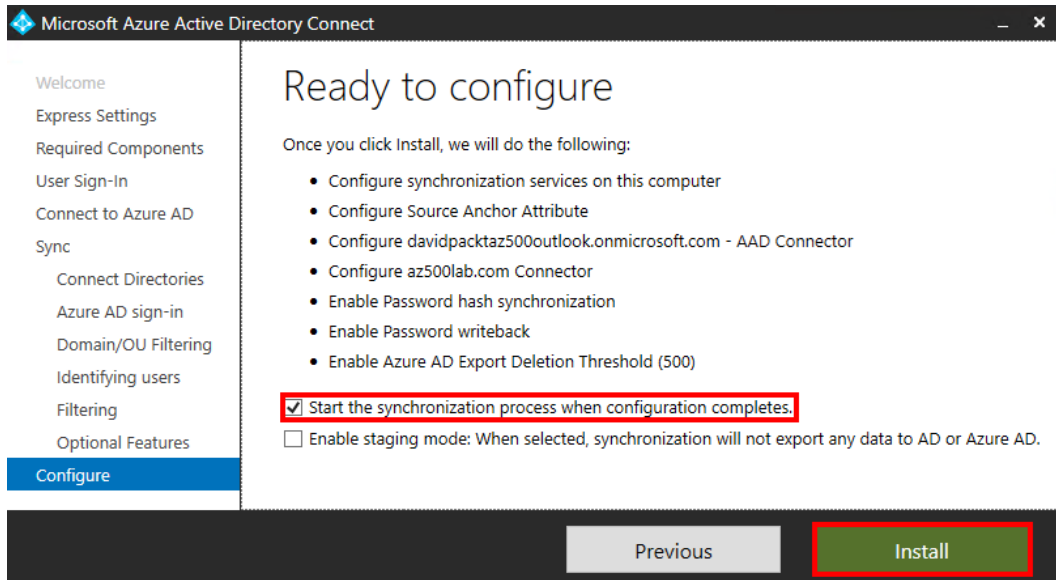 Microsoft Azure Active Directory Connect
Welcome
Express Settings
Required Components
User Sign-In
Connect to Azure AD
Sync
Connect Directories
Azure AD sign-in
Domain/OU Filtering
Identifying users
Filtering
Optional Features
Configure
Ready to configure
Once you click Install, we will do the following:
• Configure synchronization services on this computer
• Configure Source Anchor Attribute
• Configure davidpacktaz500outlook.onmicrosoft.com - AAD Connector
• Configure az500lab.com Connector
• Enable Password hash synchronization
• Enable Password writeback
• Enable Azure AD Export Deletion Threshold (500)
Start the synchronization process when configuration completes.
Enable staging mode: When selected, synchronization will not export any data to AD or Azure AD.
Previous
Install